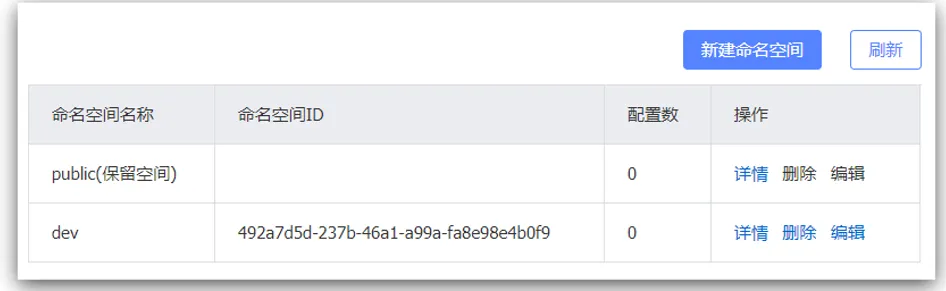 新建命名空间 刷新
命名空间名称 命名空间ID 配置数 操作
public(保留空间) 0 详情 删除 编辑
dev 492a7d5d-237b-46a1-a99a-fa8e98e4b0f9 0 详情 删除 编辑